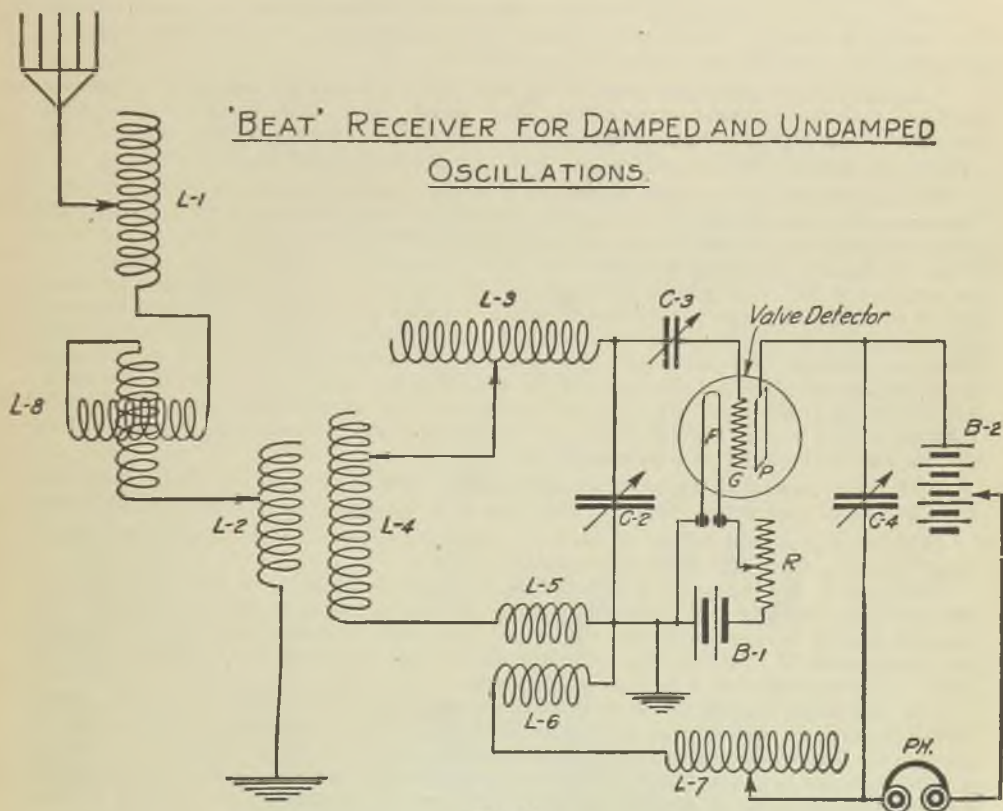 'BEAT' RECEIVER FOR DAMPED AND UNDAMPED
OSCILLATIONS.
L-1
L-3
C-3
Valve Detector
L-8
F
G
P
B-2
L-2
L-4
C-2
C-4
R
L-5
B-1
L-6
L-7
PH.